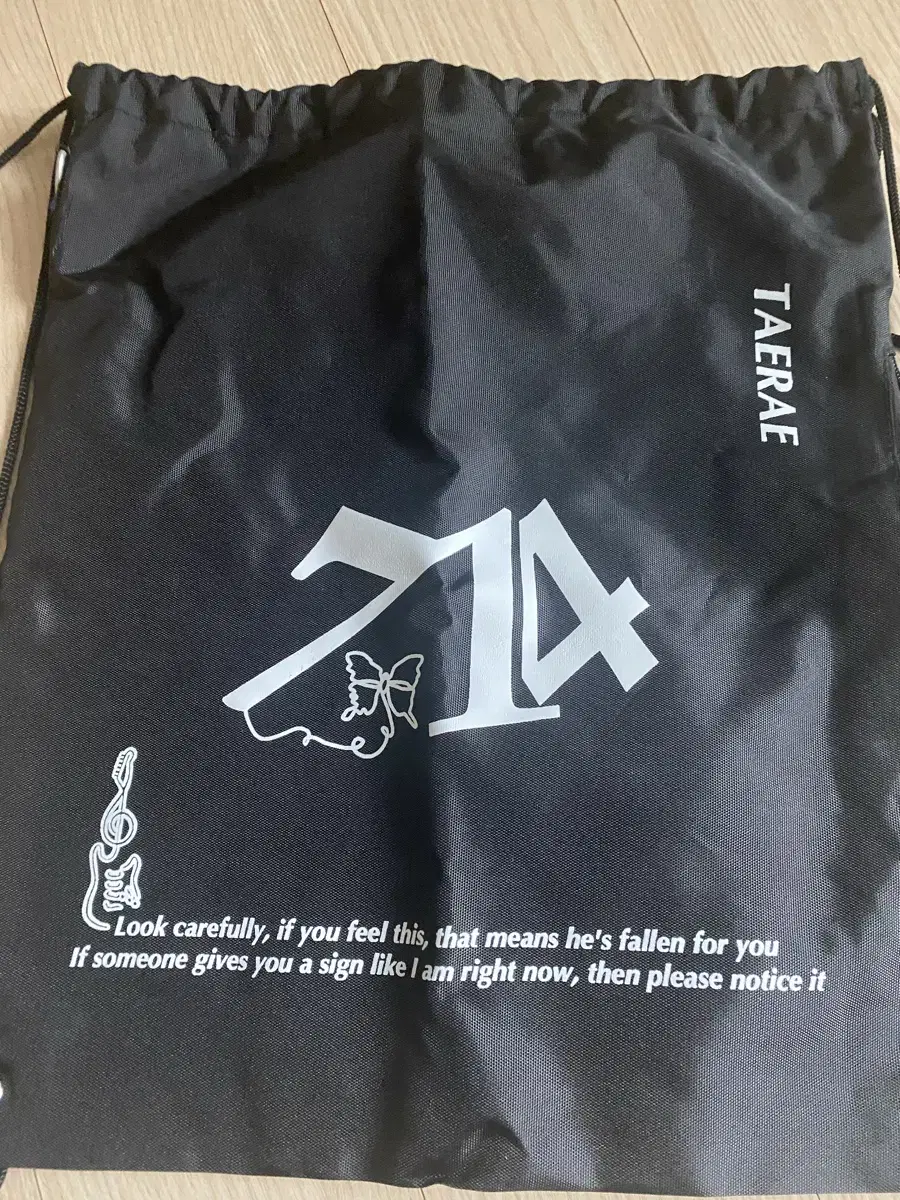 TAERAE
714
Look carefully, if you feel this, that means he's fallen for you
If someone gives you a sign like I am right now, then please notice it